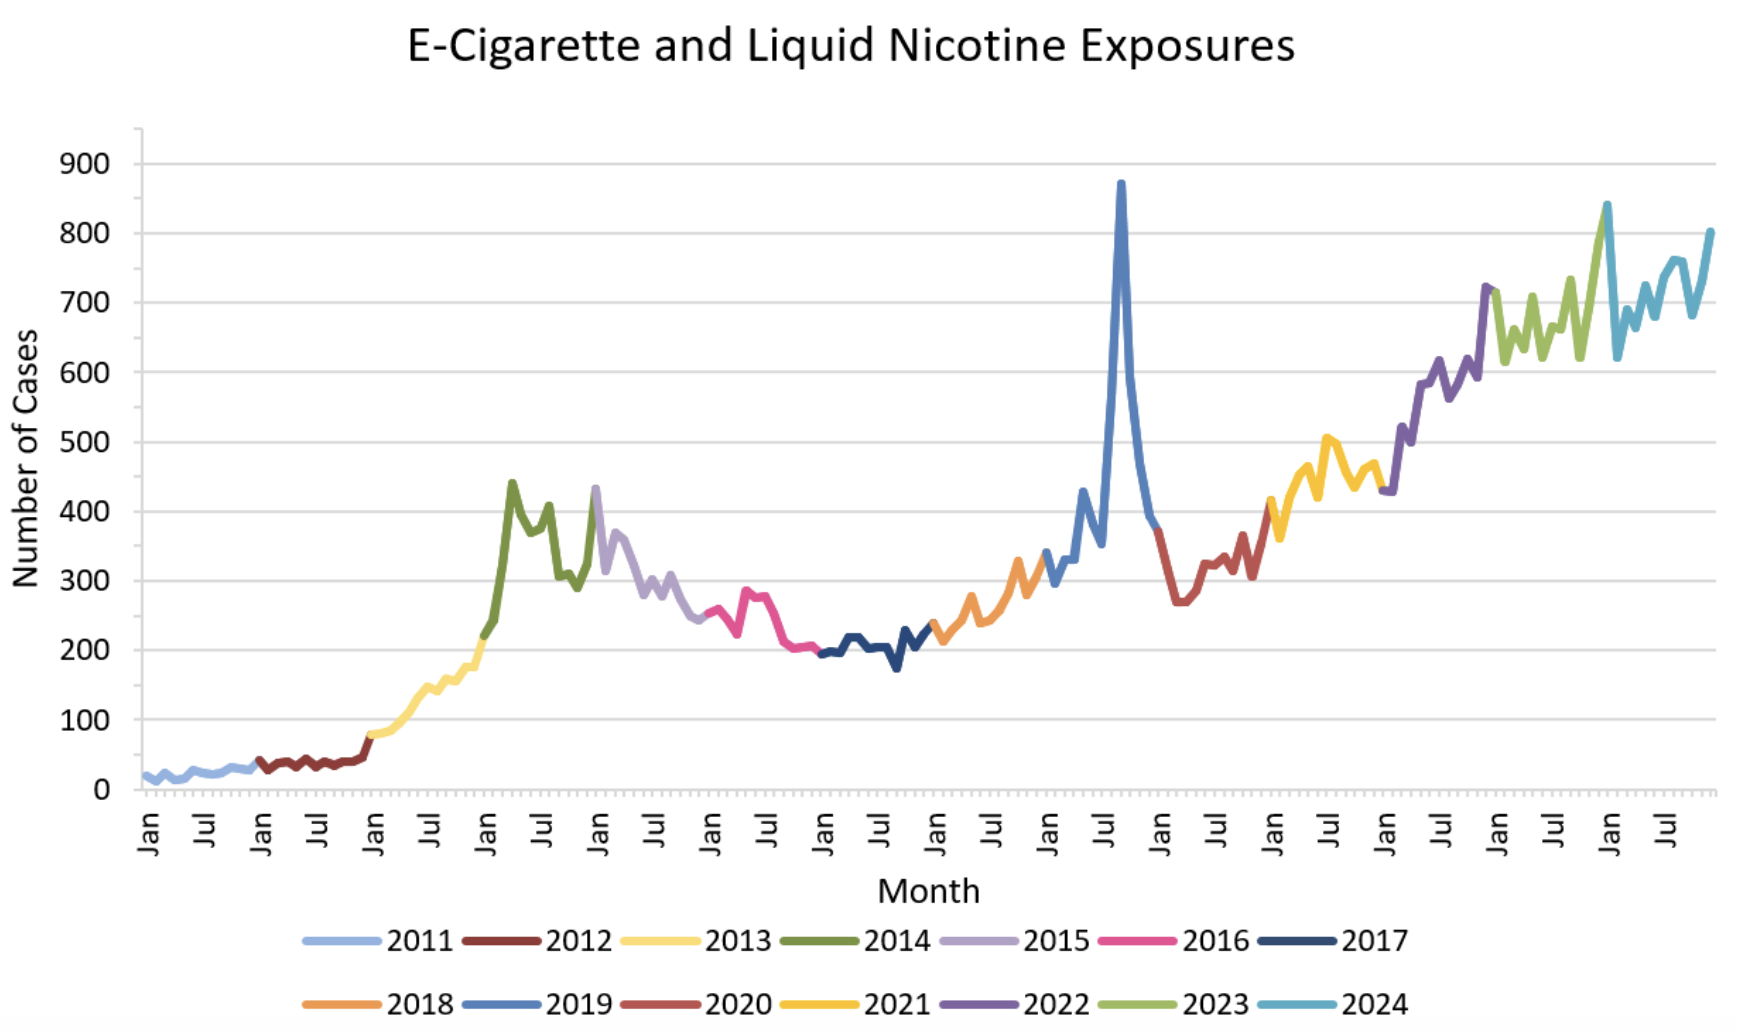 E-Cigarette and Liquid Nicotine Exposures
900
800
700
600
500
400
300
200
100
0
Number of Cases
Jan Jul Jan Jul Jan Jul Jan Jul Jan Jul Jan Jul Jan Jul Jan Jul Jan Jul Jan Jul Jan Jul Jan Jul Jan Jul Jan Jul
Month
2011 2012 2013 2014 2015 2016 2017
2018 2019 2020 2021 2022 2023 2024